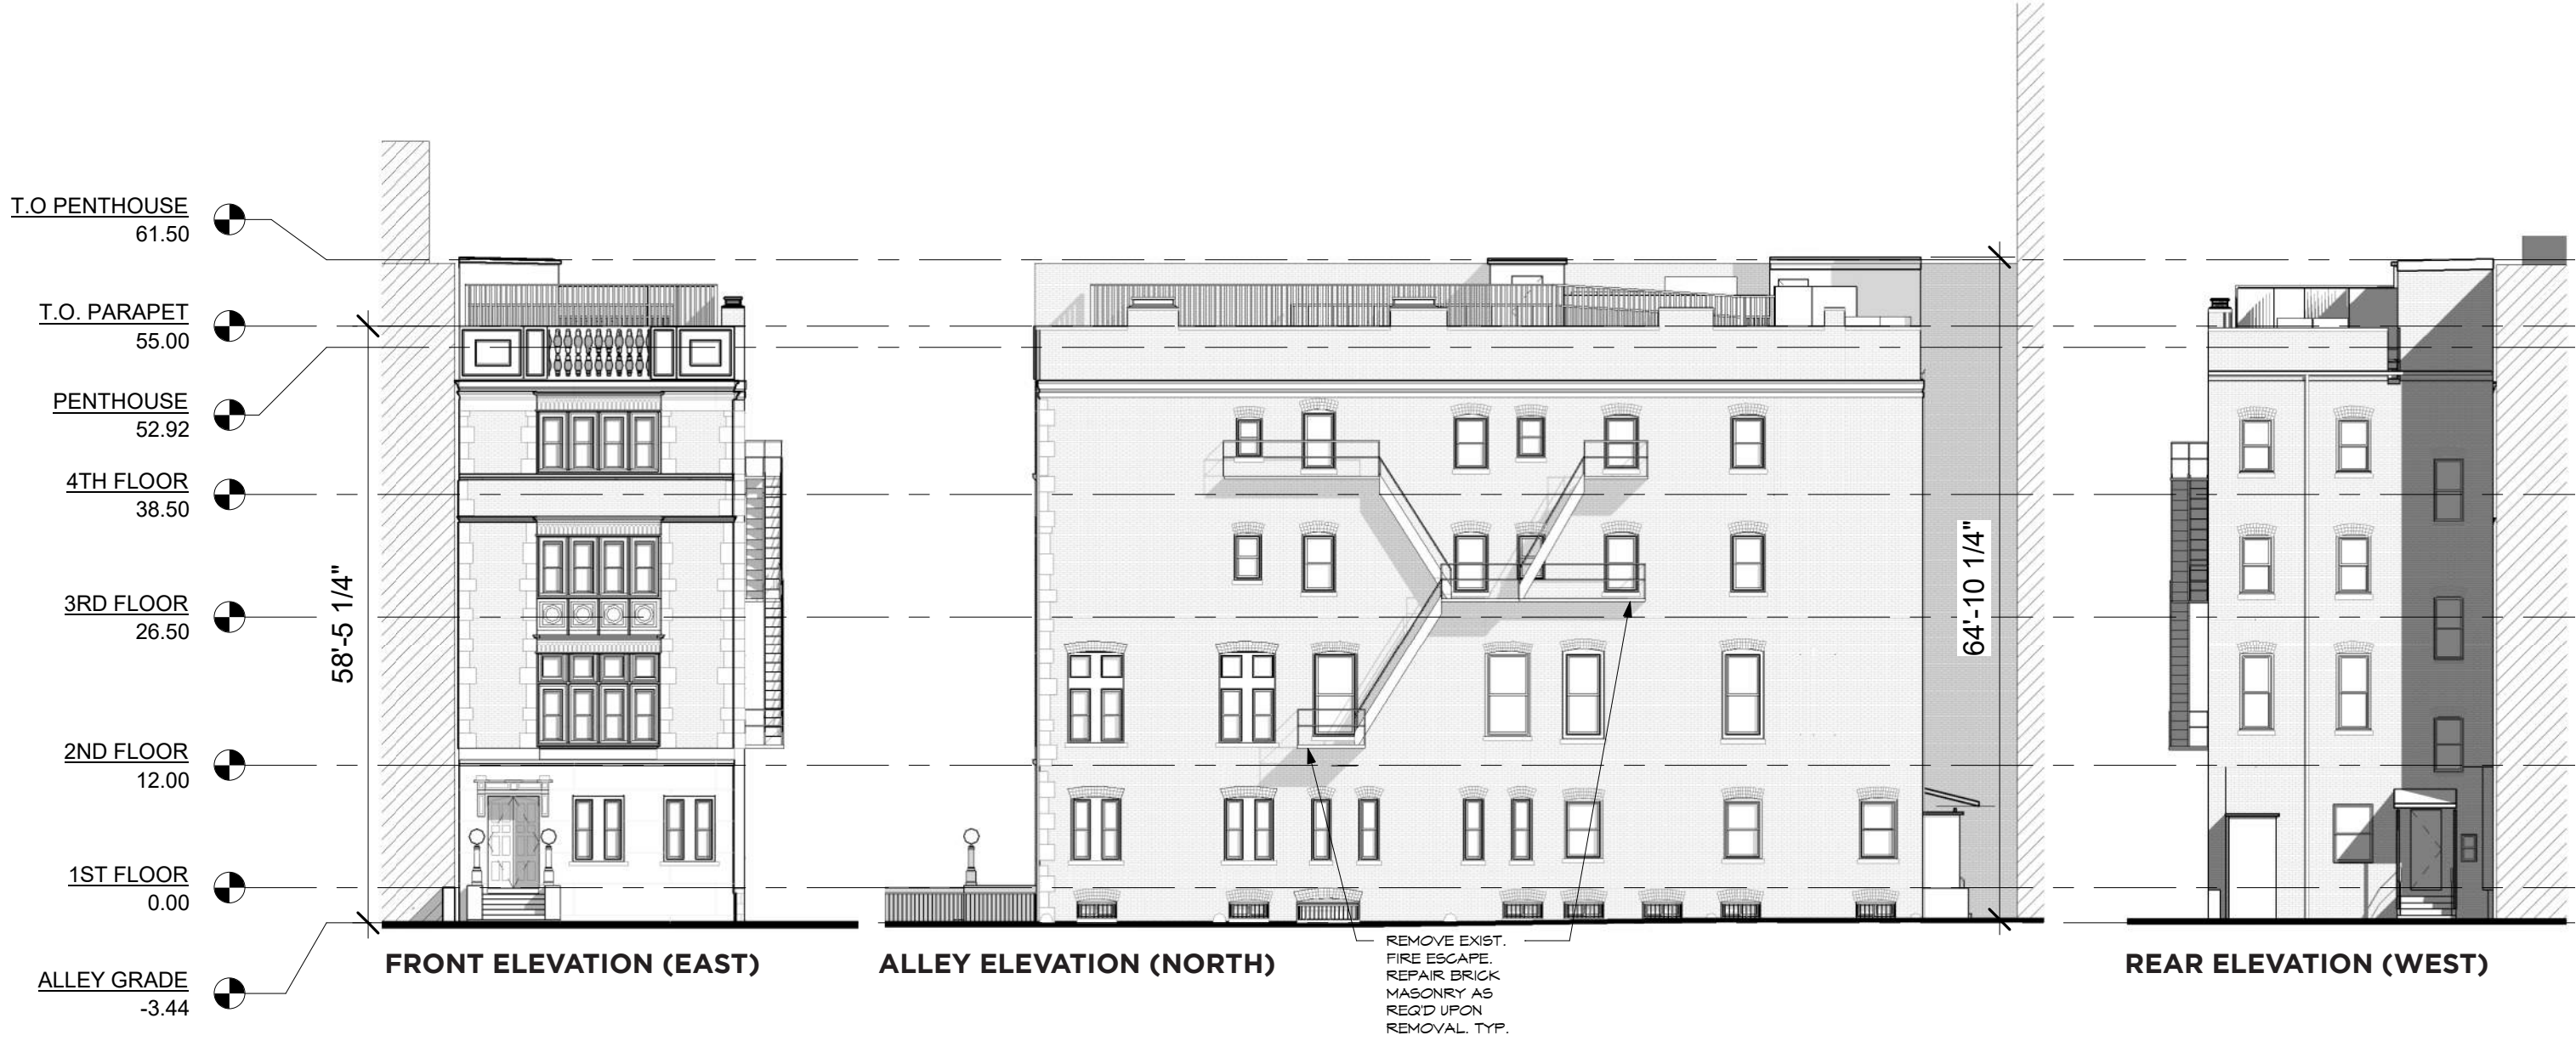 T.O PENTHOUSE
61.50
T.O. PARAPET
55.00
PENTHOUSE
52.92
4TH FLOOR
38.50
3RD FLOOR
26.50
2ND FLOOR
12.00
1ST FLOOR
0.00
ALLEY GRADE
-3.44
58'-5 1/4"
64'-10 1/4"
FRONT ELEVATION (EAST)
ALLEY ELEVATION (NORTH)
REMOVE EXIST.
FIRE ESCAPE.
REPAIR BRICK
MASONRY AS
REQ'D UPON
REMOVAL. TYP.
REAR ELEVATION (WEST)